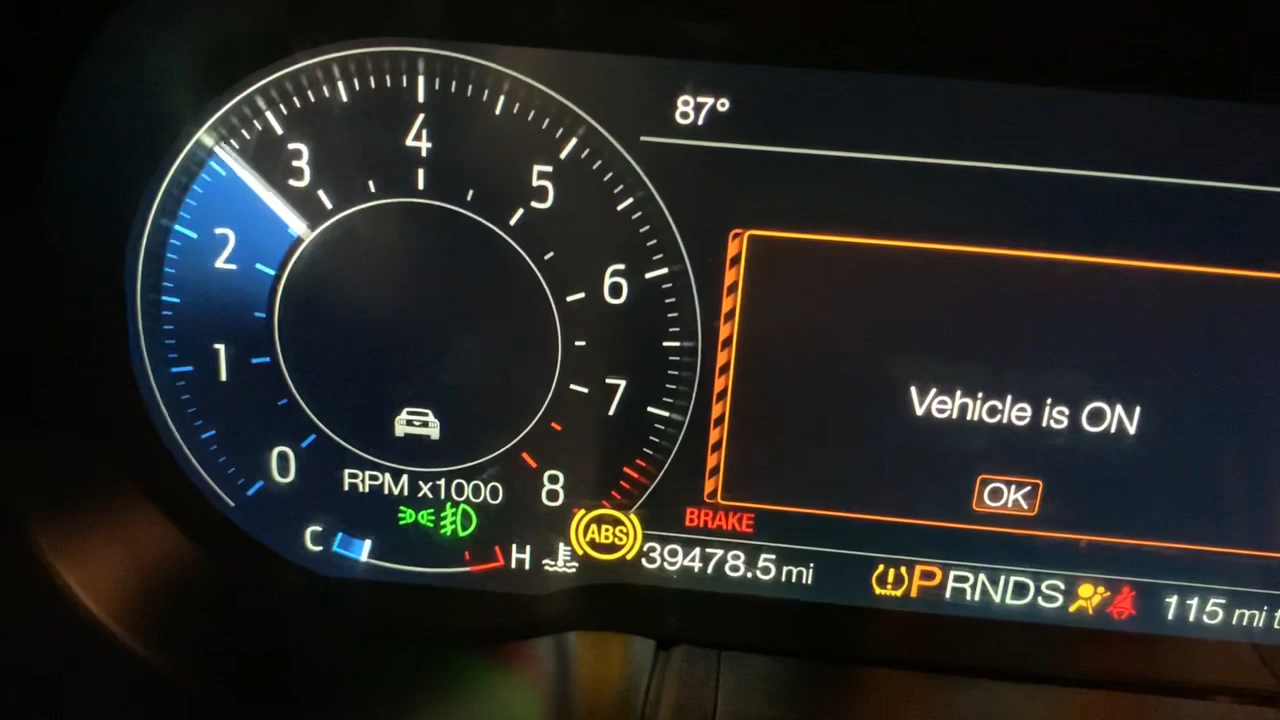 87°
4
3
5
2
6
1
7
0
8
RPM x1000
Vehicle is ON
OK
BRAKE
C
H
ABS
39478.5 mi
! PRNDS
115 mi t